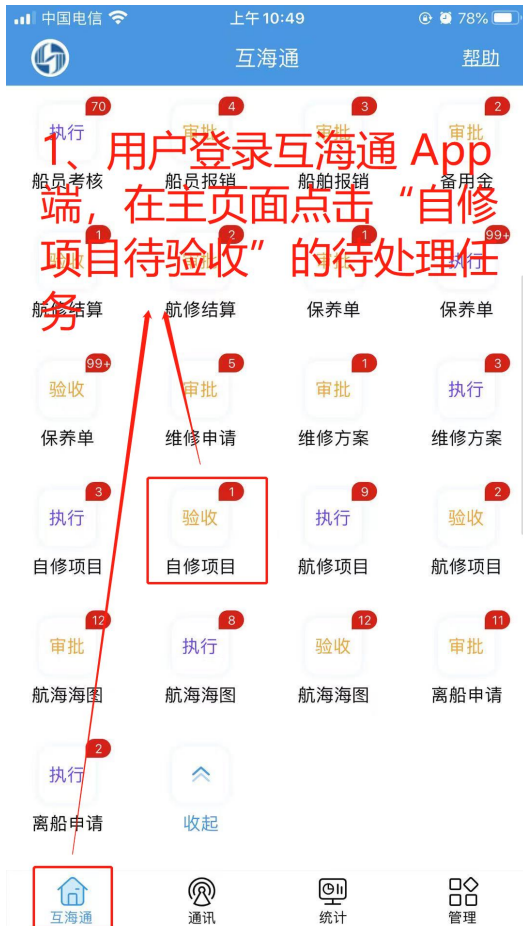 中国电信 上午10:49 78%
互海通 帮助
70 4 3 2
执行 审批 审批 审批
船员考核 船员报销 船舶报销 备用金
1、用户登录互海通 App
端，在主页面点击“自修
项目待验收”的待处理任
务
1 2 1 99+
执行
航修结算 航修结算 保养单 保养单
99+ 5 1 3
验收 审批 审批 执行
保养单 维修申请 维修方案 维修方案
3 1 9 2
执行 验收 执行 验收
自修项目 自修项目 航修项目 航修项目
12 8 12 11
审批 执行 验收 审批
航海海图 航海海图 航海海图 离船申请
2
执行
离船申请 收起
互海通 通讯 统计 管理